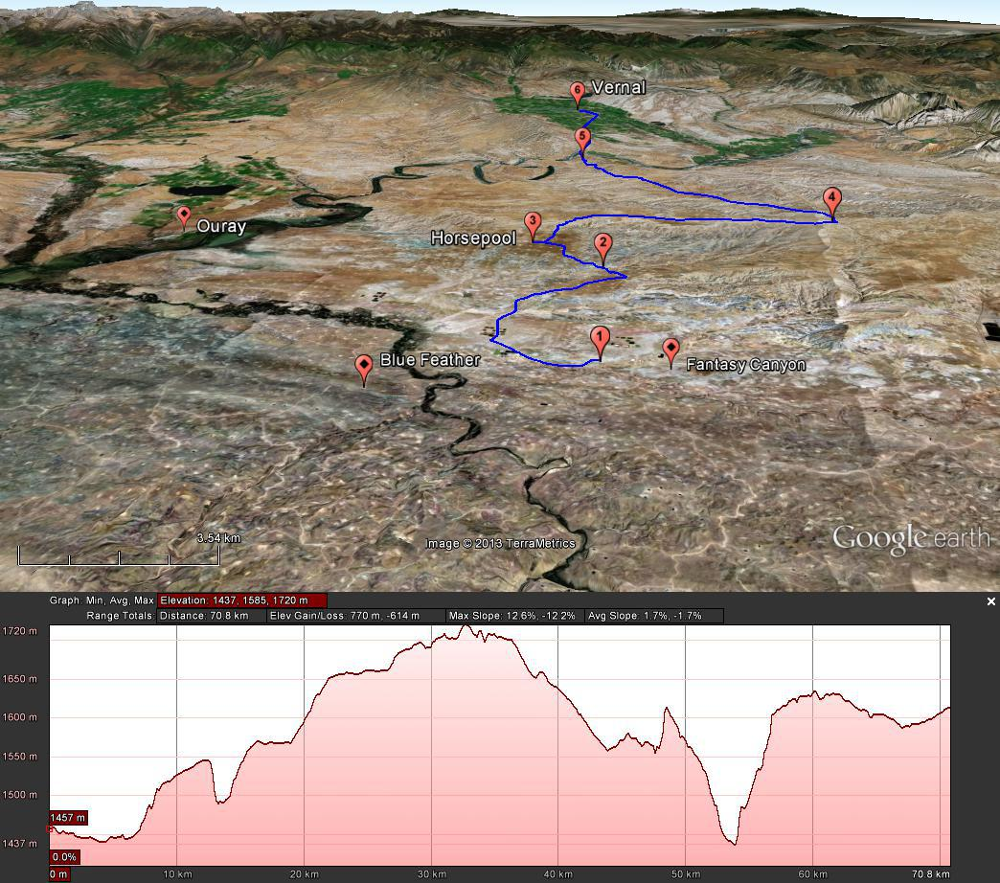 6 Vernal
5
4
3
Ouray
Horsepool
2
1
Blue Feather
Fantasy Canyon
3.54 km
Image © 2013 TerraMetrics
Google earth
Graph: Min, Avg, Max Elevation: 1437, 1585, 1720 m
Range Totals: Distance: 70.8 km Elev Gain/Loss: 770 m, -614 m Max Slope: 12.6%, -12.2% Avg Slope: 1.7%, -1.7%
1720 m
1650 m
1600 m
1550 m
1500 m
1457 m
1437 m
0.0%
0 m 10 km 20 km 30 km 40 km 50 km 60 km 70.8 km